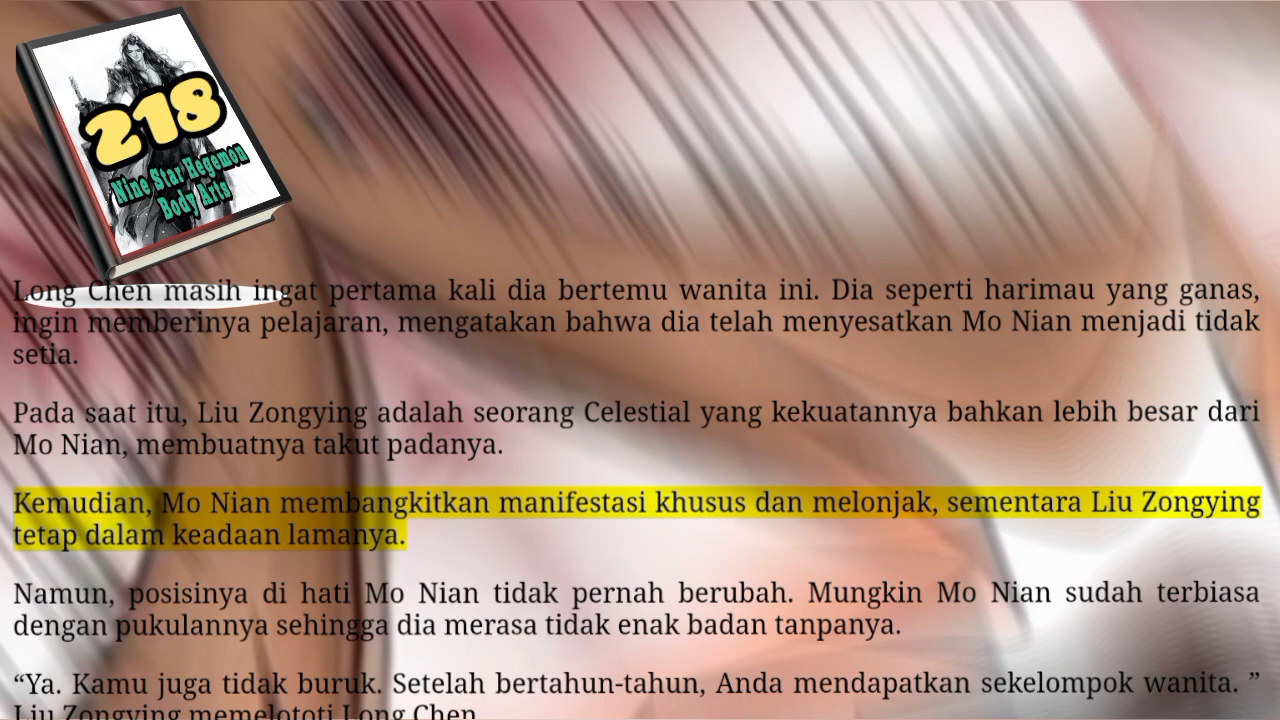 218
Nine Star Hegemon
Body Arts
Long Chen masih ingat pertama kali dia bertemu wanita ini. Dia seperti harimau yang ganas,
ingin memberinya pelajaran, mengatakan bahwa dia telah menyesatkan Mo Nian menjadi tidak
setia.
Pada saat itu, Liu Zongying adalah seorang Celestial yang kekuatannya bahkan lebih besar dari
Mo Nian, membuatnya takut padanya.
Kemudian, Mo Nian membangkitkan manifestasi khusus dan melonjak, sementara Liu Zongying
tetap dalam keadaan lamanya.
Namun, posisinya di hati Mo Nian tidak pernah berubah. Mungkin Mo Nian sudah terbiasa
dengan pukulannya sehingga dia merasa tidak enak badan tanpanya.
“Ya. Kamu juga tidak buruk. Setelah bertahun-tahun, Anda mendapatkan sekelompok wanita. ”
Liu Zongying memelototi Long Chen.